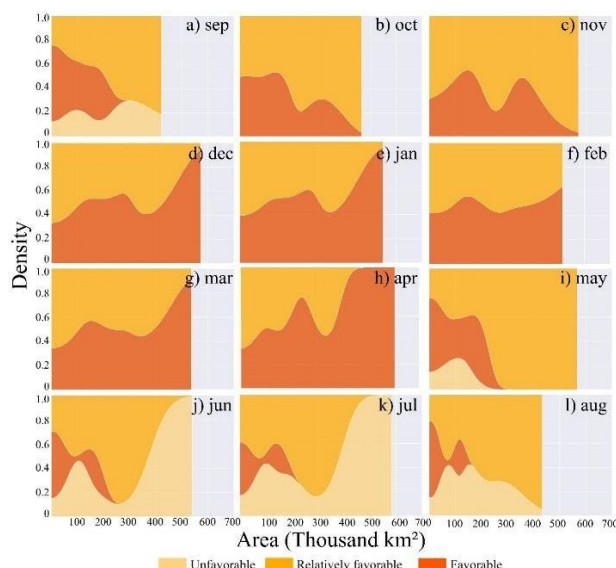 1.0 a) sep b) oct c) nov
0.8
0.6
0.4
0.2
0
1.0 d) dec e) jan f) feb
0.8
0.6
0.4
0.2
0
Density
1.0 g) mar h) apr i) may
0.8
0.6
0.4
0.2
0
1.0 j) jun k) jul l) aug
0.8
0.6
0.4
0.2
0
100 200 300 400 500 600 700 100 200 300 400 500 600 700 100 200 300 400 500 600 700
Area (Thousand km²)
Unfavorable Relatively favorable Favorable